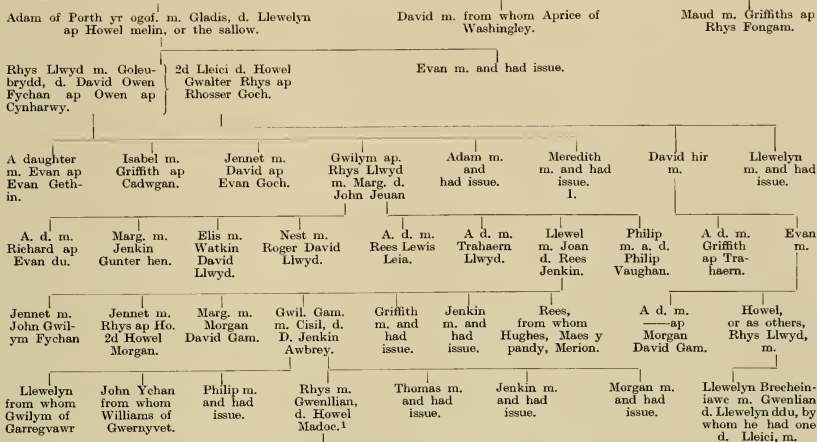 Adam of Porth yr ogof. m. Gladis, d. Llewelyn
ap Howel melin, or the sallow.
David m. from whom Aprice of
Washingley.
Maud m. Griffiths ap
Rhys Fongam.
Rhys Llwyd m. Goleu-
brydd, d. David Owen
Fychan ap Owen ap
Cynharwy.
2d Lleici d. Howel
Gwalter Rhys ap
Rhosser Goch.
Evan m. and had issue.
A daughter
m. Evan ap
Evan Geth-
in.
Isabel m.
Griffith ap
Cadwgan.
Jennet m.
David ap
Evan Goch.
Gwilym ap.
Rhys Llwyd
m. Marg. d.
John Jeuan
Adam m.
and
had issue.
Meredith
m. and had
issue.
1.
David hir
m.
Llewelyn
m. and had
issue.
A. d. m.
Richard ap
Evan du.
Marg. m.
Jenkin
Gunter hen.
Elis m.
Watkin
David
Llwyd.
Nest m.
Roger David
Llwyd.
A. d. m.
Rees Lewis
Leia.
A. d. m.
Trahaern
Llwyd.
Llewel
m. Joan
d. Rees
Jenkin.
Philip
m. a. d.
Philip
Vaughan.
A d. m.
Griffith
ap Tra-
haern.
Evan
m.
Jennet m.
John Gwil-
ym Fychan
Jennet m.
Rhys ap Ho.
2d Howel
Morgan.
Marg. m.
Morgan
David Gam.
Gwil. Gam.
m. Cisil, d.
D. Jenkin
Awbrey.
Griffith
m. and
had
issue.
Jenkin
m. and
had
issue.
Rees,
from whom
Hughes, Maes y
pandy, Merion.
A d. m.
——ap
Morgan
David Gam.
Howel,
or as others,
Rhys Llwyd,
m.
Llewelyn
from whom
Gwilym of
Garregvawr
John Ychan
from whom
Williams of
Gwernyvet.
Philip m.
and had
issue.
Rhys m.
Gwenllian,
d. Howel
Madoc.¹
Thomas m.
and had
issue.
Jenkin m.
and had
issue.
Morgan m.
and had
issue.
Llewelyn Brechein-
iawc m. Gwenlian
d. Llewelyn ddu, by
whom he had one
d. Lleici, m.